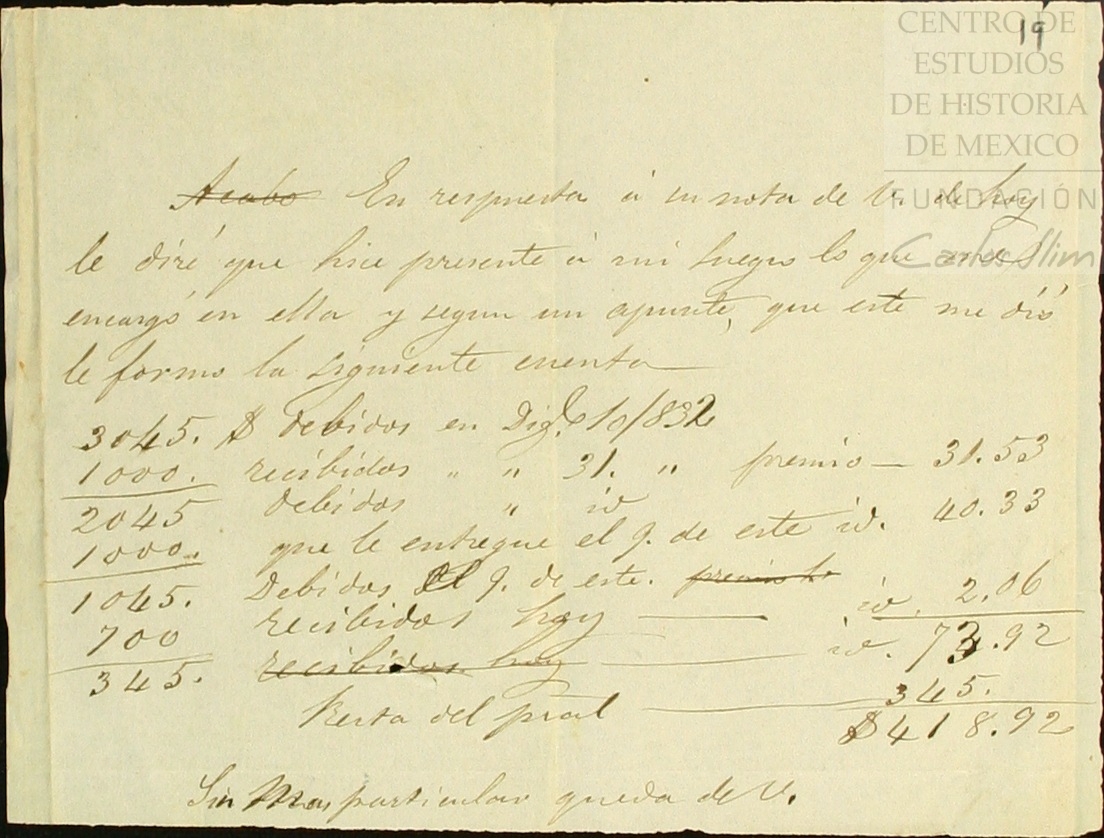 CENTRO DE
ESTUDIOS
DE HISTORIA
DE MEXICO
FUNDACIÓN
Carlos Slim
19
Acabo En respuesta á su nota de V. de hoy
le diré que hice presente á mi suegro lo que me
encargó en ella y segun un apunte, que este me dió
le formo la siguiente cuenta
3045. $ debidos en 10/832
1000. recibidos " " 31. " premio — 31.53
2045 debidos " id
1000. que le entregue el 9. de este id. 40.33
1045. Debidos el 9. de este. premio
700 recibidos hoy — id. 2.06
345. recibidos hoy — id. 73.92
Resta del pral — 345.
$418.92
Sin mas particular queda de V.